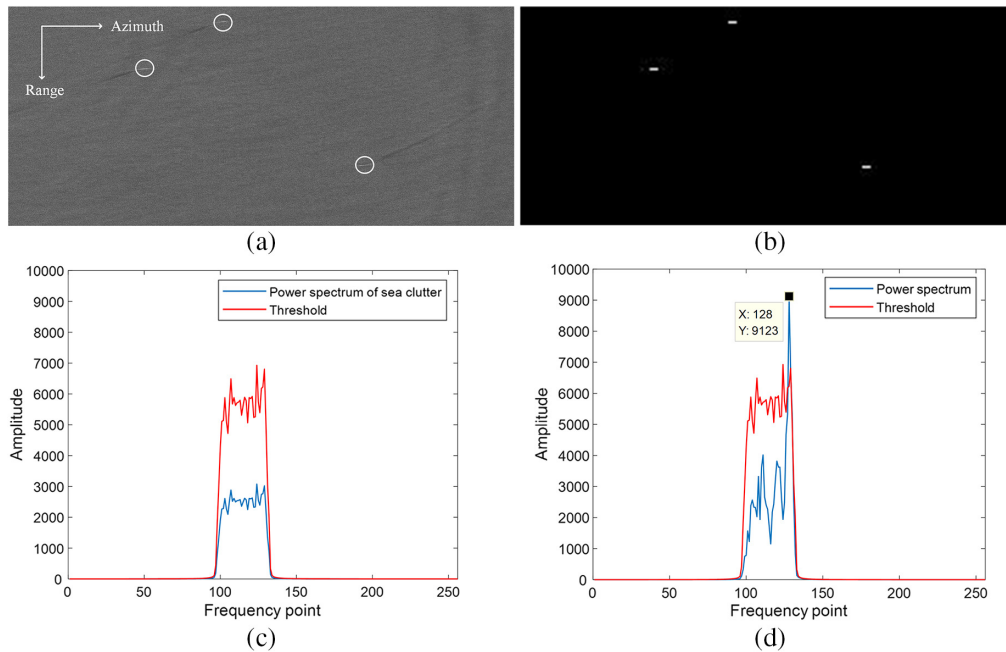 Azimuth
Range
(a)
(b)
10000
9000
8000
7000
6000
5000
4000
3000
2000
1000
0
Amplitude
Power spectrum of sea clutter
Threshold
0 50 100 150 200 250
Frequency point
(c)
10000
9000
8000
7000
6000
5000
4000
3000
2000
1000
0
Amplitude
X: 128
Y: 9123
Power spectrum
Threshold
0 50 100 150 200 250
Frequency point
(d)